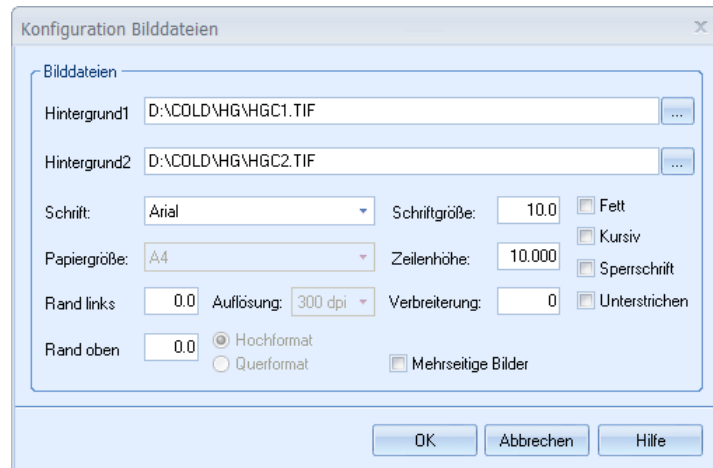 Konfiguration Bilddateien
x
Bilddateien
Hintergrund1 D:\COLD\HG\HGC1.TIF ...
Hintergrund2 D:\COLD\HG\HGC2.TIF ...
Schrift: Arial Schriftgröße: 10.0 Fett
Kursiv
Papiergröße: A4 Zeilenhöhe: 10.000
Sperrschrift
Rand links 0.0 Auflösung: 300 dpi Verbreiterung: 0 Unterstrichen
Rand oben 0.0 Hochformat
Querformat Mehrseitige Bilder
OK Abbrechen Hilfe